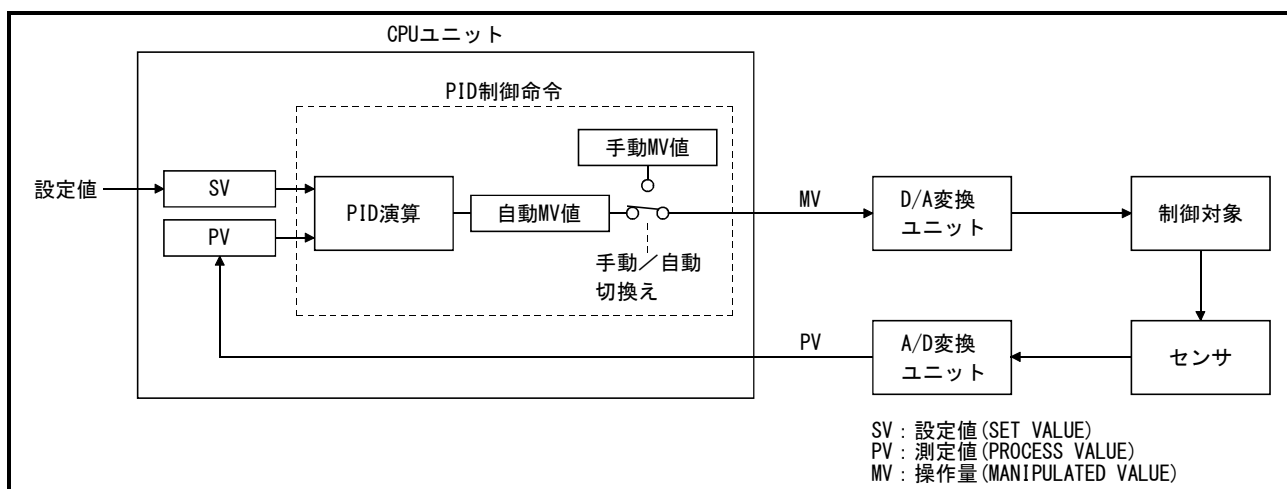 CPUユニット
PID制御命令
手動MV値
設定値
SV
PV
PID演算
自動MV値
手動／自動
切換え
MV
D/A変換
ユニット
制御対象
PV
A/D変換
ユニット
センサ
SV：設定値(SET VALUE)
PV：測定値(PROCESS VALUE)
MV：操作量(MANIPULATED VALUE)